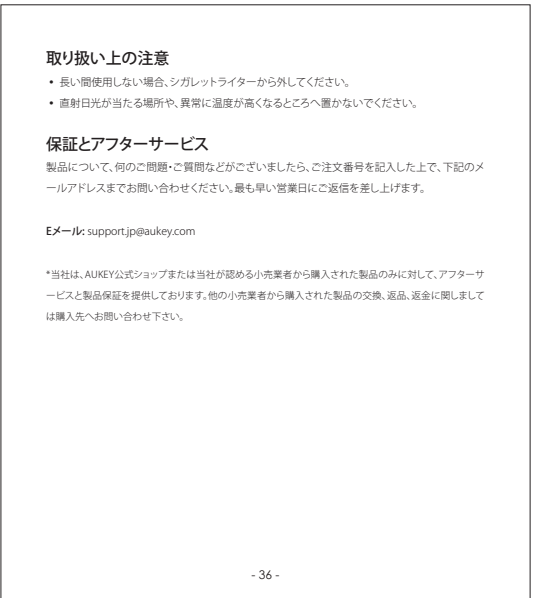 取り扱い上の注意
• 長い間使用しない場合、シガレットライターから外してください。
• 直射日光が当たる場所や、異常に温度が高くなるところへ置かないでください。
保証とアフターサービス
製品について、何のご問題・ご質問などがございましたら、ご注文番号を記入した上で、下記のメ
ールアドレスまでお問い合わせください。最も早い営業日にご返信を差し上げます。
Eメール: support.jp@aukey.com
*当社は、AUKEY公式ショップまたは当社が認める小売業者から購入された製品のみに対して、アフターサ
ービスと製品保証を提供しております。他の小売業者から購入された製品の交換、返品、返金に関しまして
は購入先へお問い合わせ下さい。
- 36 -